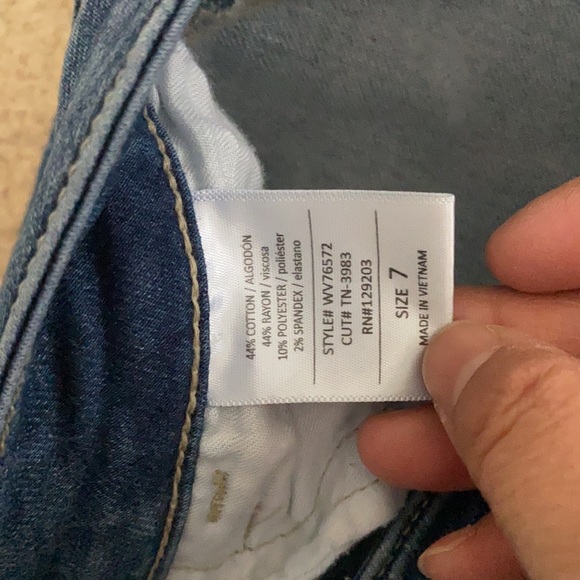 44% COTTON / ALGODÓN
44% RAYON / viscosa
10% POLYESTER / poliéster
2% SPANDEX / elastano
STYLE# WV76572
CUT# TN-3983
RN#129203
SIZE 7
MADE IN VIETNAM